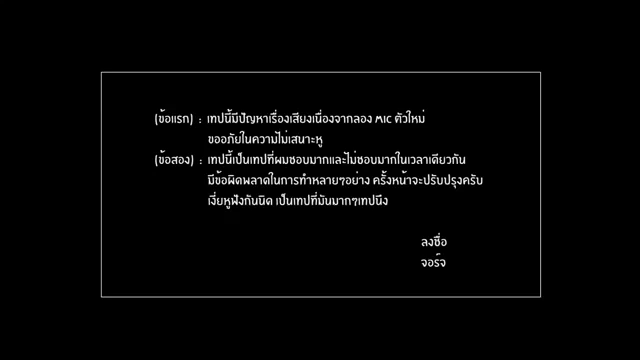 (ข้อแรก) : เทปนี้มีปัญหาเรื่องเสียงเนื่องจากลอง MIC ตัวใหม่
ขออภัยในความไม่เสนาะหู
(ข้อสอง) : เทปนี้เป็นเทปที่ผมชอบมากและไม่ชอบมากในเวลาเดียวกัน
มีข้อผิดพลาดในการทำหลายๆอย่าง ครั้งหน้าจะปรับปรุงครับ
เงี่ยหูฟังกันนิด เป็นเทปที่มันมากๆเทปนึง
ลงชื่อ
จอร์จ